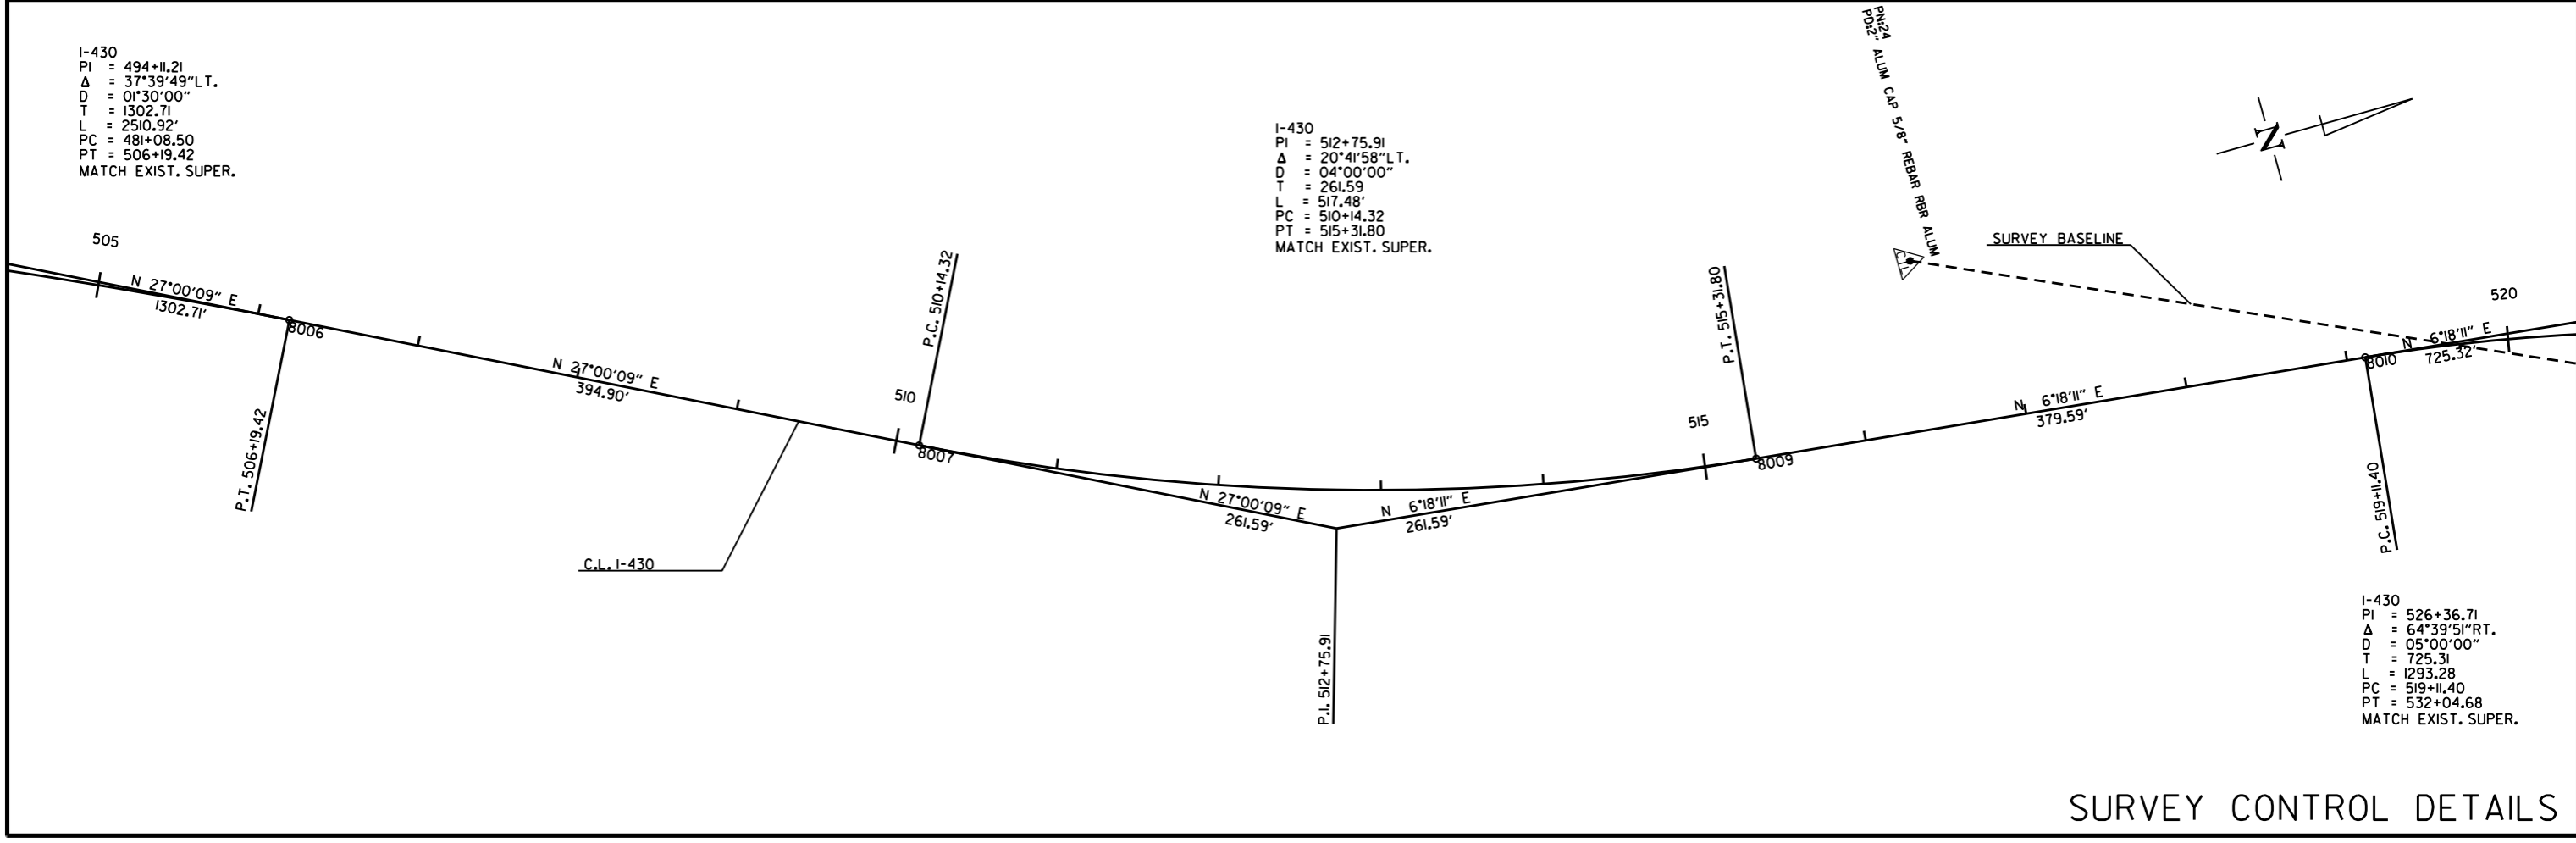 I-430
PI = 494+11.21
Δ = 37°39'49"LT.
D = 01°30'00"
T = 1302.71
L = 2510.92'
PC = 481+08.50
PT = 506+19.42
MATCH EXIST. SUPER.
I-430
PI = 512+75.91
Δ = 20°41'58"LT.
D = 04°00'00"
T = 261.59
L = 517.48'
PC = 510+14.32
PT = 515+31.80
MATCH EXIST. SUPER.
PN:24
PD:2" ALUM CAP 5/8" REBAR RBR ALUM
N
CTL
SURVEY BASELINE
505
N 27°00'09" E
1302.71'
8006
P.T. 506+19.42
N 27°00'09" E
394.90'
C.L. I-430
510
P.C. 510+14.32
8007
N 27°00'09" E
261.59'
P.I. 512+75.91
N 6°18'11" E
261.59'
515
P.T. 515+31.80
8009
N 6°18'11" E
379.59'
8010
P.C. 519+11.40
N 6°18'11" E
725.32'
520
I-430
PI = 526+36.71
Δ = 64°39'51"RT.
D = 05°00'00"
T = 725.31
L = 1293.28
PC = 519+11.40
PT = 532+04.68
MATCH EXIST. SUPER.
SURVEY CONTROL DETAILS